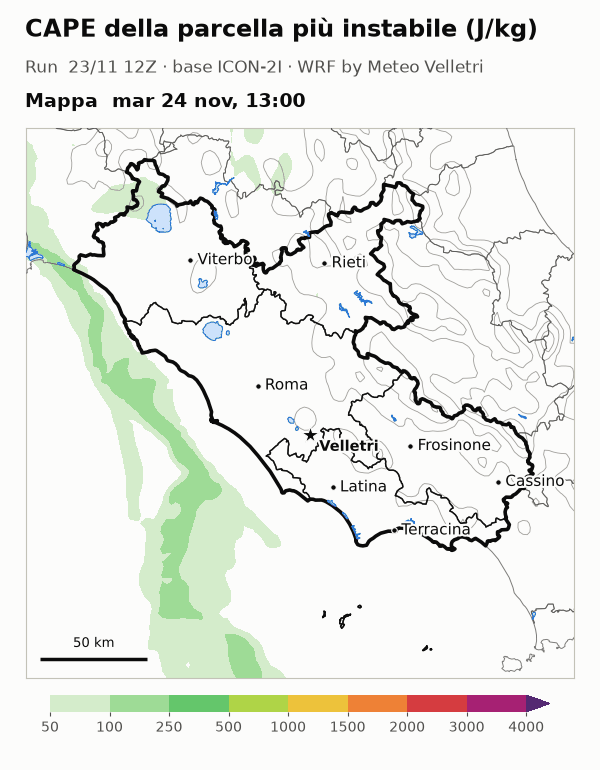 CAPE della parcella più instabile (J/kg)
Run  23/11 12Z · base ICON-2I · WRF by Meteo Velletri
Mappa  mar 24 nov, 13:00
Viterbo
Rieti
Roma
Velletri
Frosinone
Cassino
Latina
Terracina
50 km
50 100 250 500 1000 1500 2000 3000 4000